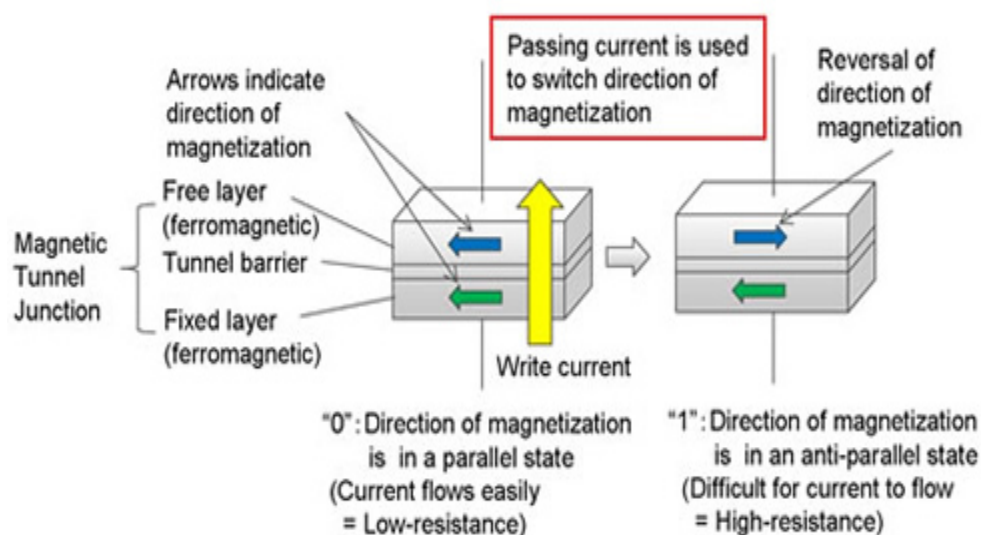 Passing current is used
to switch direction of
magnetization
Arrows indicate
direction of
magnetization
Reversal of
direction of
magnetization
Magnetic
Tunnel
Junction
Free layer
(ferromagnetic)
Tunnel barrier
Fixed layer
(ferromagnetic)
Write current
“0”: Direction of magnetization
is in a parallel state
(Current flows easily
= Low-resistance)
“1”: Direction of magnetization
is in an anti-parallel state
(Difficult for current to flow
= High-resistance)